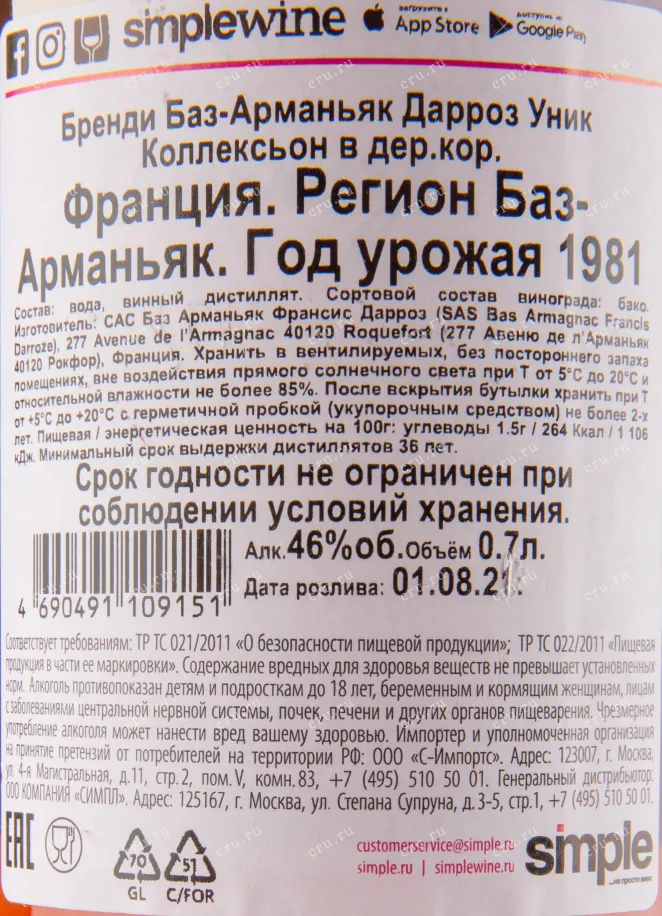 simplewine
Загрузите в
App Store
Доступно в
Google Play
Бренди Баз-Арманьяк Дарроз Уник
Коллексьон в дер.кор.
Франция. Регион Баз-
Арманьяк. Год урожая 1981
Состав: вода, винный дистиллят. Сортовой состав винограда: бако.
Изготовитель: САС Баз Арманьяк Франсис Дарроз (SAS Bas Armagnac Francis
Darroze), 277 Avenue de l'Armagnac 40120 Roquefort (277 Авеню де л'Арманьяк
40120 Рокфор), Франция. Хранить в вентилируемых, без постороннего запаха
помещениях, вне воздействия прямого солнечного света при T от 5°С до 20°С и
относительной влажности не более 85%. После вскрытия бутылки хранить при T
от +5°С до +20°С с герметичной пробкой (укупорочным средством) не более 2-х
лет. Пищевая / энергетическая ценность на 100г: углеводы 1.5г / 264 Ккал / 1 106
кДж. Минимальный срок выдержки дистиллятов 36 лет.
Срок годности не ограничен при
соблюдении условий хранения.
Алк.46%об.Объём 0.7л.
Дата розлива: 01.08.21.
4 690491 109151
Соответствует требованиям: ТР ТС 021/2011 «О безопасности пищевой продукции»; ТР ТС 022/2011 «Пищевая
продукция в части ее маркировки». Содержание вредных для здоровья веществ не превышает установленных
норм. Алкоголь противопоказан детям и подросткам до 18 лет, беременным и кормящим женщинам, лицам
с заболеваниями центральной нервной системы, почек, печени и других органов пищеварения. Чрезмерное
употребление алкоголя может нанести вред вашему здоровью. Импортер и уполномоченная организация
на принятие претензий от потребителей на территории РФ: ООО «С-Импортс». Адрес: 123007, г. Москва,
ул. 4-я Магистральная, д.11, стр.2, пом.V, комн.83, +7 (495) 510 50 01. Генеральный дистрибьютор:
ООО КОМПАНИЯ «СИМПЛ». Адрес: 125167, г. Москва, ул. Степана Супруна, д.3-5, стр.1, +7 (495) 510 50 01.
EAC
70
GL
51
C/FOR
customerservice@simple.ru
simple.ru | simplewine.ru
simple
...не просто вино
cru.ru